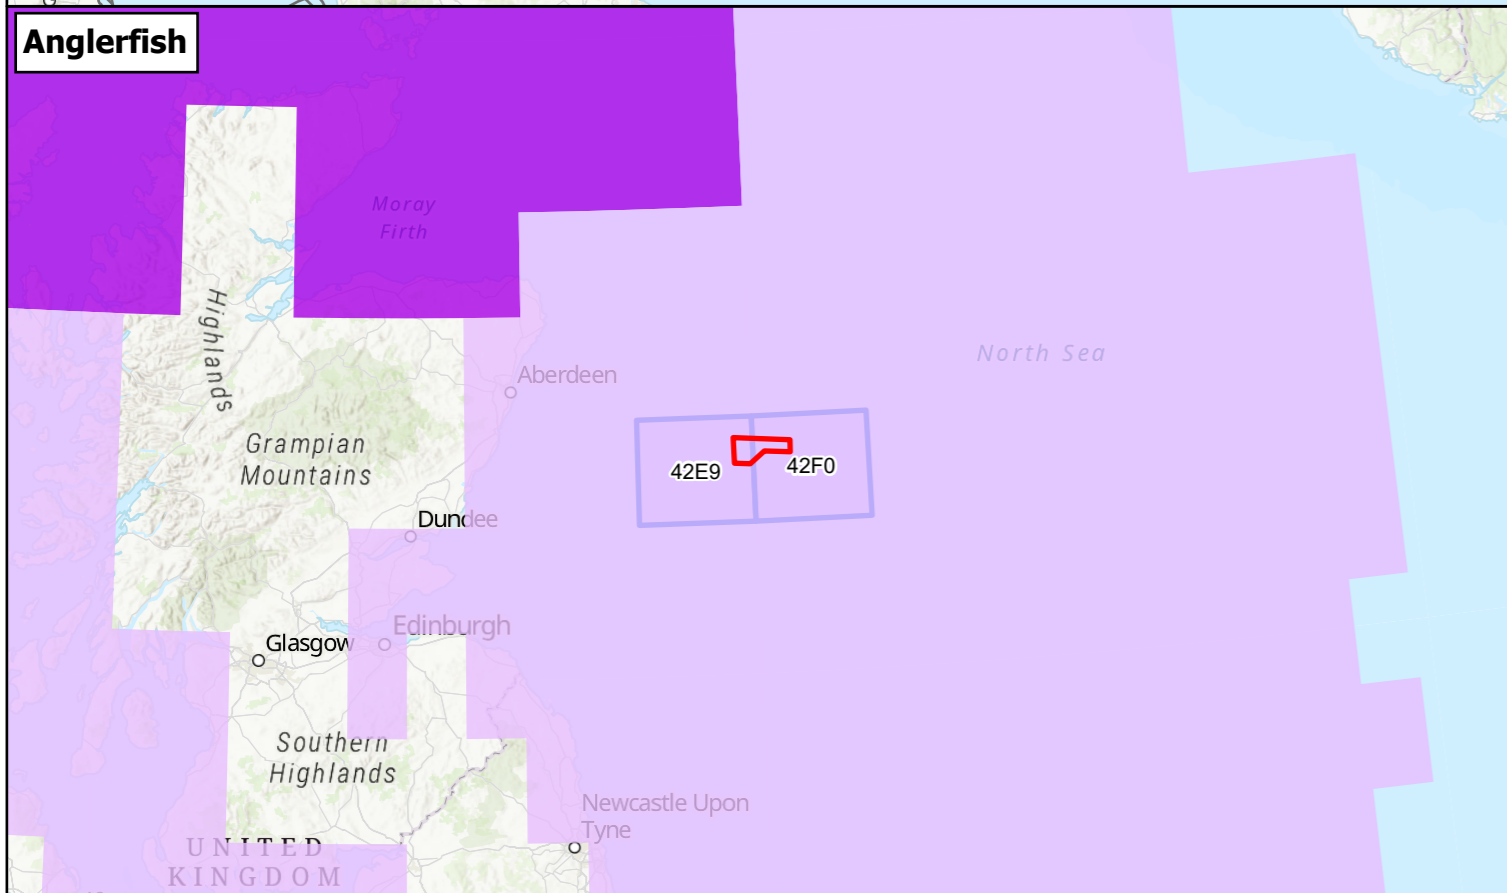 Anglerfish
Moray
Firth
Highlands
North Sea
Aberdeen
Grampian
Mountains
42E9
42F0
Dundee
Edinburgh
Glasgow
Southern
Highlands
Newcastle Upon
Tyne
UNITED
KINGDOM